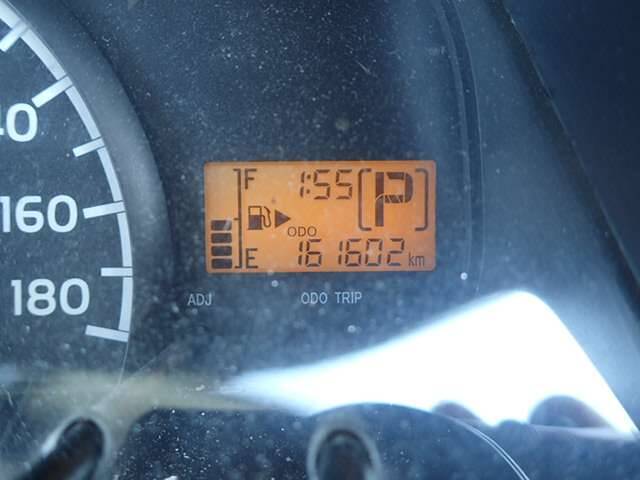 F 1:55 [P]
ODO
E 161602 km
40
160
180
ADJ ODO TRIP